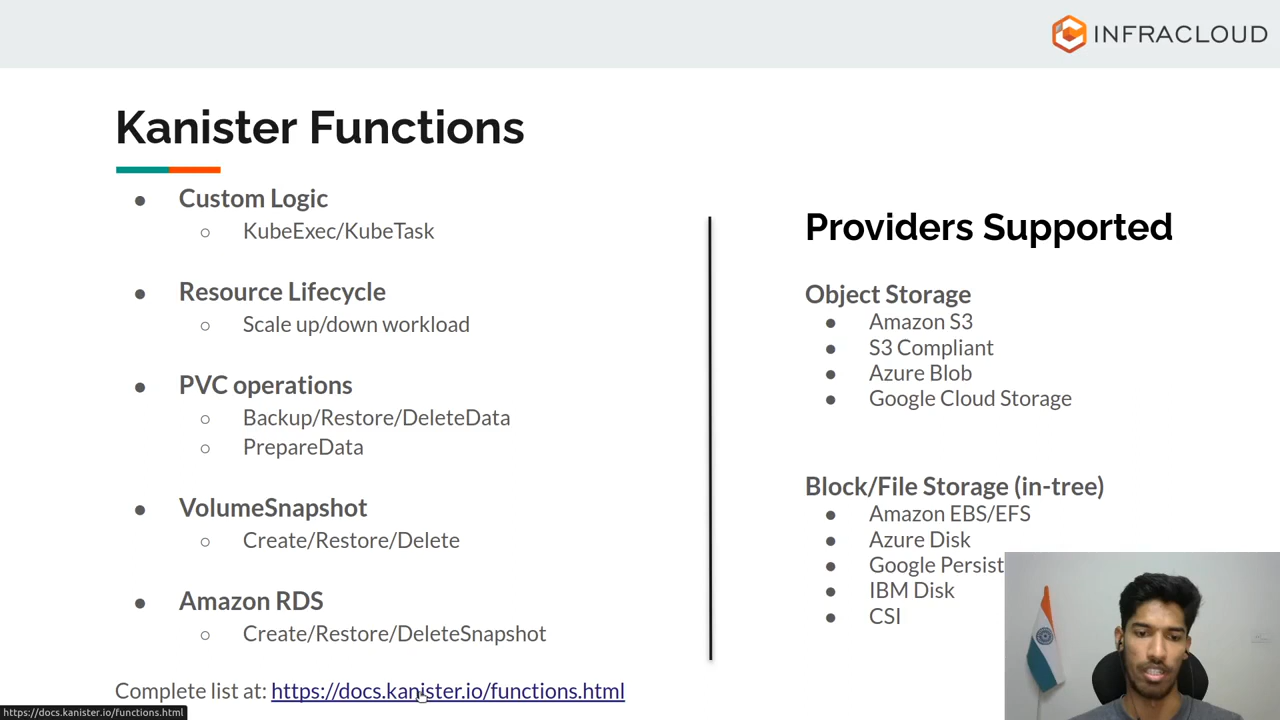 INFRACLOUD
Kanister Functions
Custom Logic
KubeExec/KubeTask
Resource Lifecycle
Scale up/down workload
PVC operations
Backup/Restore/DeleteData
PrepareData
VolumeSnapshot
Create/Restore/Delete
Amazon RDS
Create/Restore/DeleteSnapshot
Complete list at: https://docs.kanister.io/functions.html
Providers Supported
Object Storage
Amazon S3
S3 Compliant
Azure Blob
Google Cloud Storage
Block/File Storage (in-tree)
Amazon EBS/EFS
Azure Disk
Google Persist
IBM Disk
CSI
https://docs.kanister.io/functions.html